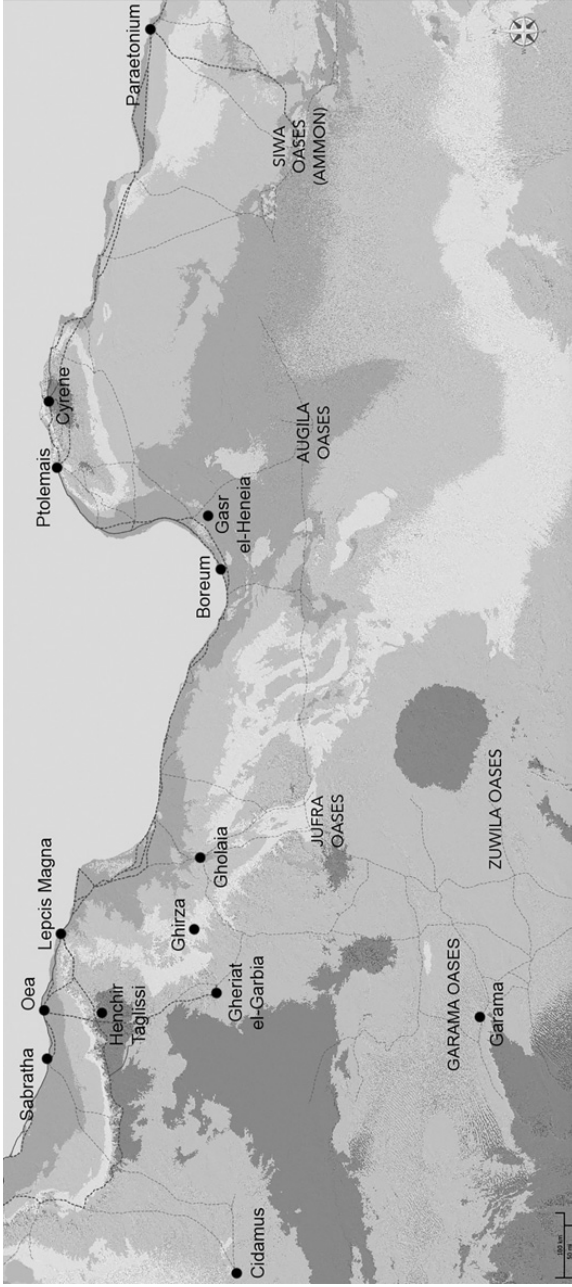 Sabratha
Oea
Lepcis Magna
Ptolemais
Cyrene
Paraetonium
Henchir
Taglissi
Ghirza
Boreum
Gholaia
Gasr
el-Heneia
Gheriat
el-Garbia
Cidamus
SIWA
OASES
(AMMON)
AUGILA
OASES
JUFRA
OASES
GARAMA OASES
Garama
ZUWILA OASES